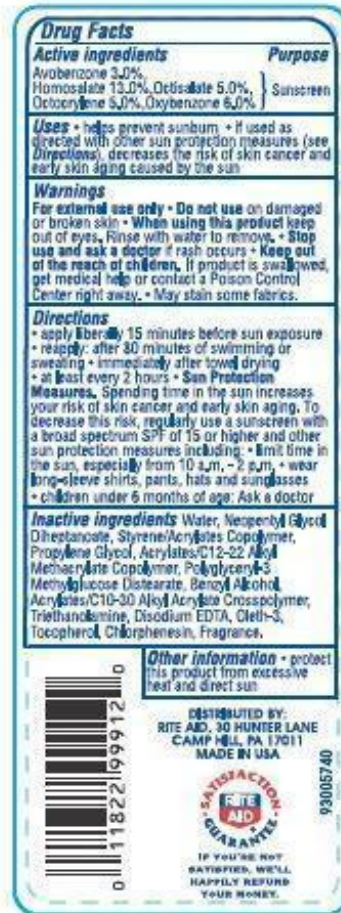 Drug Facts
Active ingredients Purpose
Avobenzone 3.0%,
Homosalate 13.0%, Octisalate 5.0%,
Octocrylene 5.0%, Oxybenzone 6.0% } Sunscreen
Uses • helps prevent sunburn • if used as
directed with other sun protection measures (see
Directions), decreases the risk of skin cancer and
early skin aging caused by the sun
Warnings
For external use only • Do not use on damaged
or broken skin • When using this product keep
out of eyes. Rinse with water to remove. • Stop
use and ask a doctor if rash occurs • Keep out
of the reach of children. If product is swallowed,
get medical help or contact a Poison Control
Center right away. • May stain some fabrics.
Directions
• apply liberally 15 minutes before sun exposure
• reapply: after 80 minutes of swimming or
sweating • immediately after towel drying
• at least every 2 hours • Sun Protection
Measures. Spending time in the sun increases
your risk of skin cancer and early skin aging. To
decrease this risk, regularly use a sunscreen with
a broad spectrum SPF of 15 or higher and other
sun protection measures including: • limit time in
the sun, especially from 10 a.m. – 2 p.m. • wear
long-sleeve shirts, pants, hats and sunglasses
• children under 6 months of age: Ask a doctor
Inactive ingredients Water, Neopentyl Glycol
Diheptanoate, Styrene/Acrylates Copolymer,
Propylene Glycol, Acrylates/C12-22 Alkyl
Methacrylate Copolymer, Polyglyceryl-3
Methylglucose Distearate, Benzyl Alcohol,
Acrylates/C10-30 Alkyl Acrylate Crosspolymer,
Triethanolamine, Disodium EDTA, Oleth-3,
Tocopherol, Chlorphenesin, Fragrance.
Other information • protect
this product from excessive
heat and direct sun
0 11822 99912 0
DISTRIBUTED BY:
RITE AID, 30 HUNTER LANE
CAMP HILL, PA 17011
MADE IN USA
93005740
SATISFACTION
RITE
AID
GUARANTEE
IF YOU'RE NOT
SATISFIED, WE'LL
HAPPILY REFUND
YOUR MONEY.